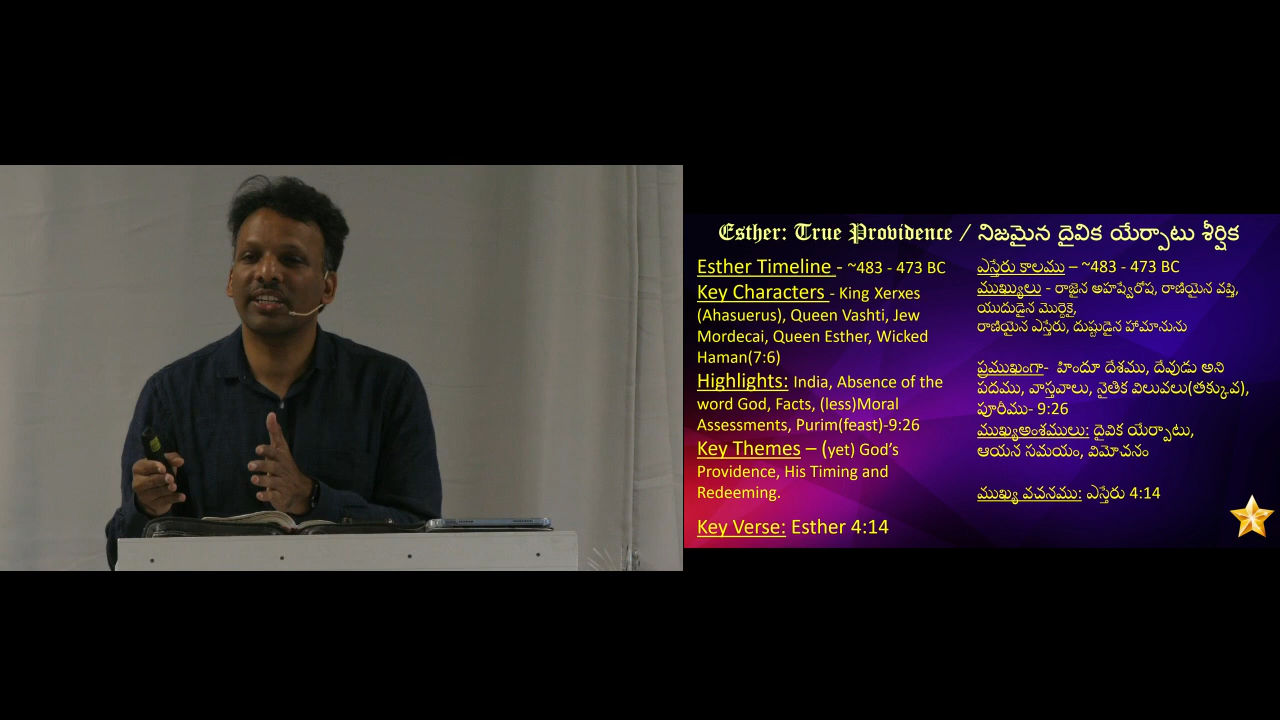 Esther: True Providence / నిజమైన దైవిక యేర్పాటు శీర్షిక
Esther Timeline - ~483 - 473 BC
Key Characters - King Xerxes
(Ahasuerus), Queen Vashti, Jew
Mordecai, Queen Esther, Wicked
Haman(7:6)
Highlights: India, Absence of the
word God, Facts, (less)Moral
Assessments, Purim(feast)-9:26
Key Themes – (yet) God's
Providence, His Timing and
Redeeming.
Key Verse: Esther 4:14
ఎస్తేరు కాలము – ~483 - 473 BC
ముఖ్యులు - రాజైన అహష్వేరోషు, రాణియైన వష్తి,
యుదుడైన మొర్దెకై,
రాణియైన ఎస్తేరు, దుష్టుడైన హామానును
ప్రముఖంగా- హిందూ దేశము, దేవుడు అని
పదము, వాస్తవాలు, నైతిక విలువలు(తక్కువ),
పూరీము- 9:26
ముఖ్యఅంశములు: దైవిక యేర్పాటు,
ఆయన సమయం, విమోచనం
ముఖ్య వచనము: ఎస్తేరు 4:14